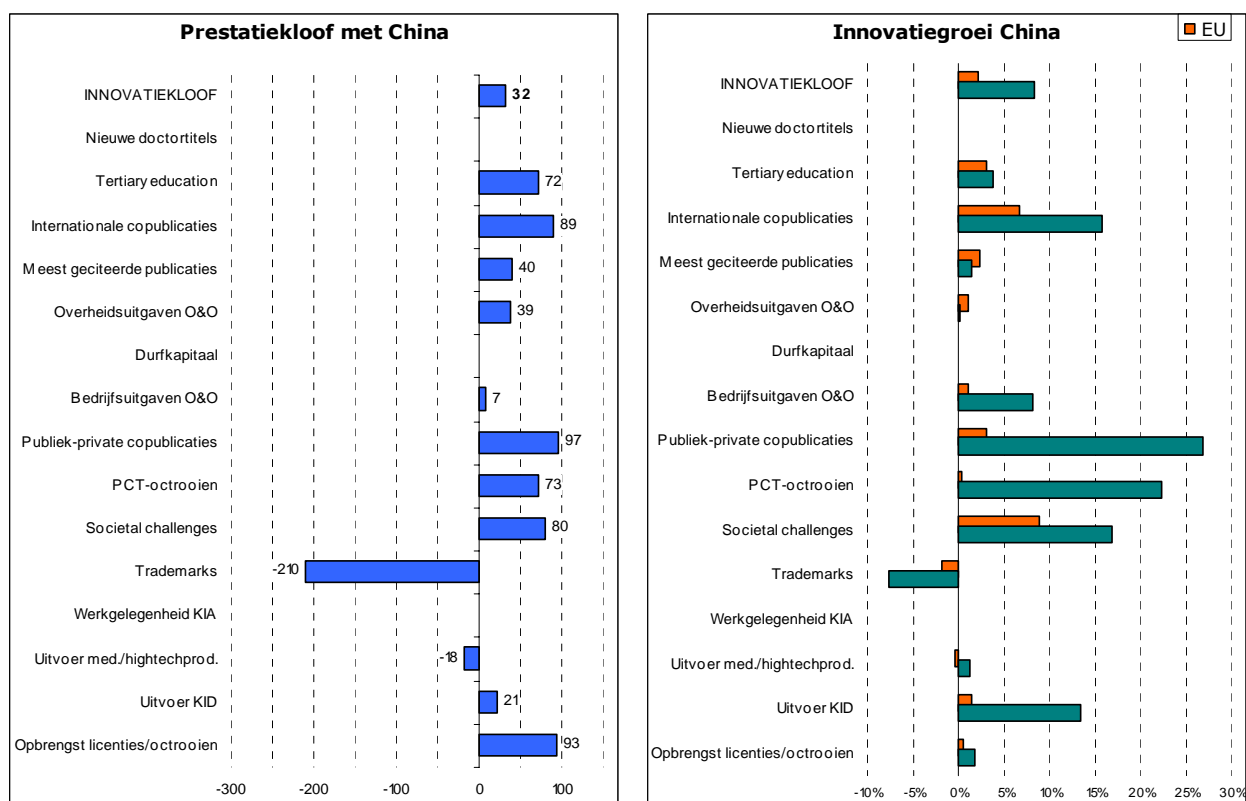 Prestatiekloof met China
INNOVATIEKLOOF
32
Nieuwe doctortitels
Tertiary education
72
Internationale copublicaties
89
Meest geciteerde publicaties
40
Overheidsuitgaven O&O
39
Durfkapitaal
Bedrijfsuitgaven O&O
7
Publiek-private copublicaties
97
PCT-octrooien
73
Societal challenges
80
Trademarks
-210
Werkgelegenheid KIA
Uitvoer med./hightechprod.
-18
Uitvoer KID
21
Opbrengst licenties/octrooien
93
-300 -200 -100 0 100
Innovatiegroei China
EU
INNOVATIEKLOOF
Nieuwe doctortitels
Tertiary education
Internationale copublicaties
Meest geciteerde publicaties
Overheidsuitgaven O&O
Durfkapitaal
Bedrijfsuitgaven O&O
Publiek-private copublicaties
PCT-octrooien
Societal challenges
Trademarks
Werkgelegenheid KIA
Uitvoer med./hightechprod.
Uitvoer KID
Opbrengst licenties/octrooien
-10% -5% 0% 5% 10% 15% 20% 25% 30%